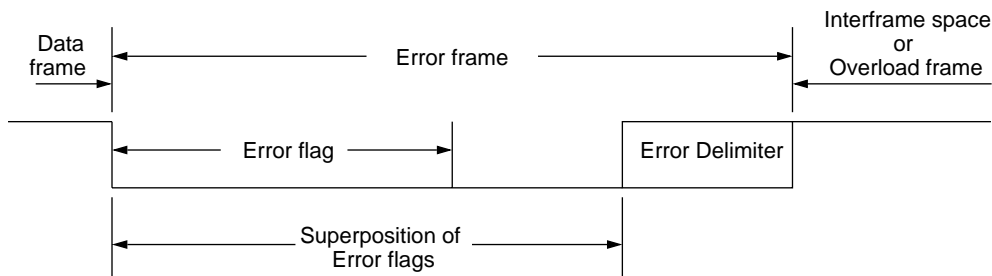 Data
frame
Error frame
Interframe space
or
Overload frame
Error flag
Error Delimiter
Superposition of
Error flags